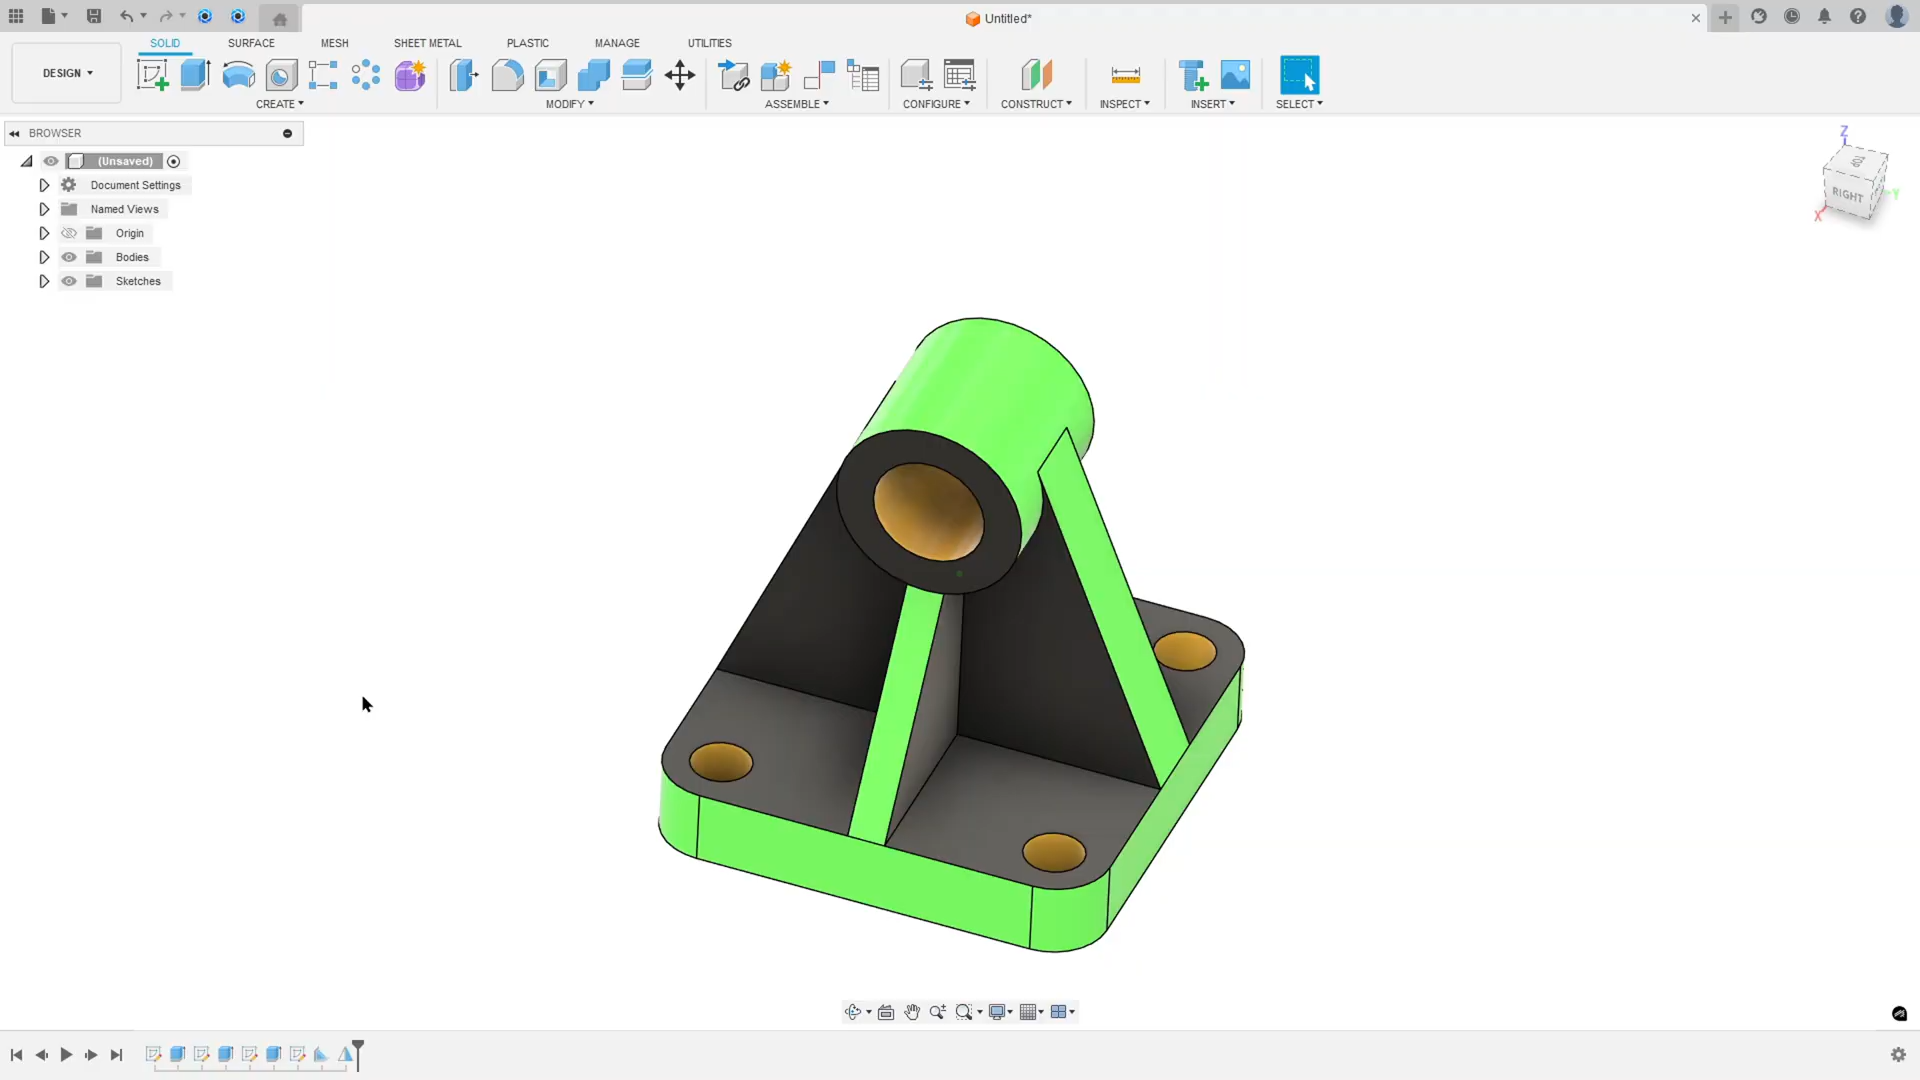 Untitled*
SOLID SURFACE MESH SHEET METAL PLASTIC MANAGE UTILITIES
DESIGN
CREATE MODIFY ASSEMBLE CONFIGURE CONSTRUCT INSPECT INSERT SELECT
BROWSER
(Unsaved)
Document Settings
Named Views
Origin
Bodies
Sketches
Z
TOP
RIGHT
Y
X